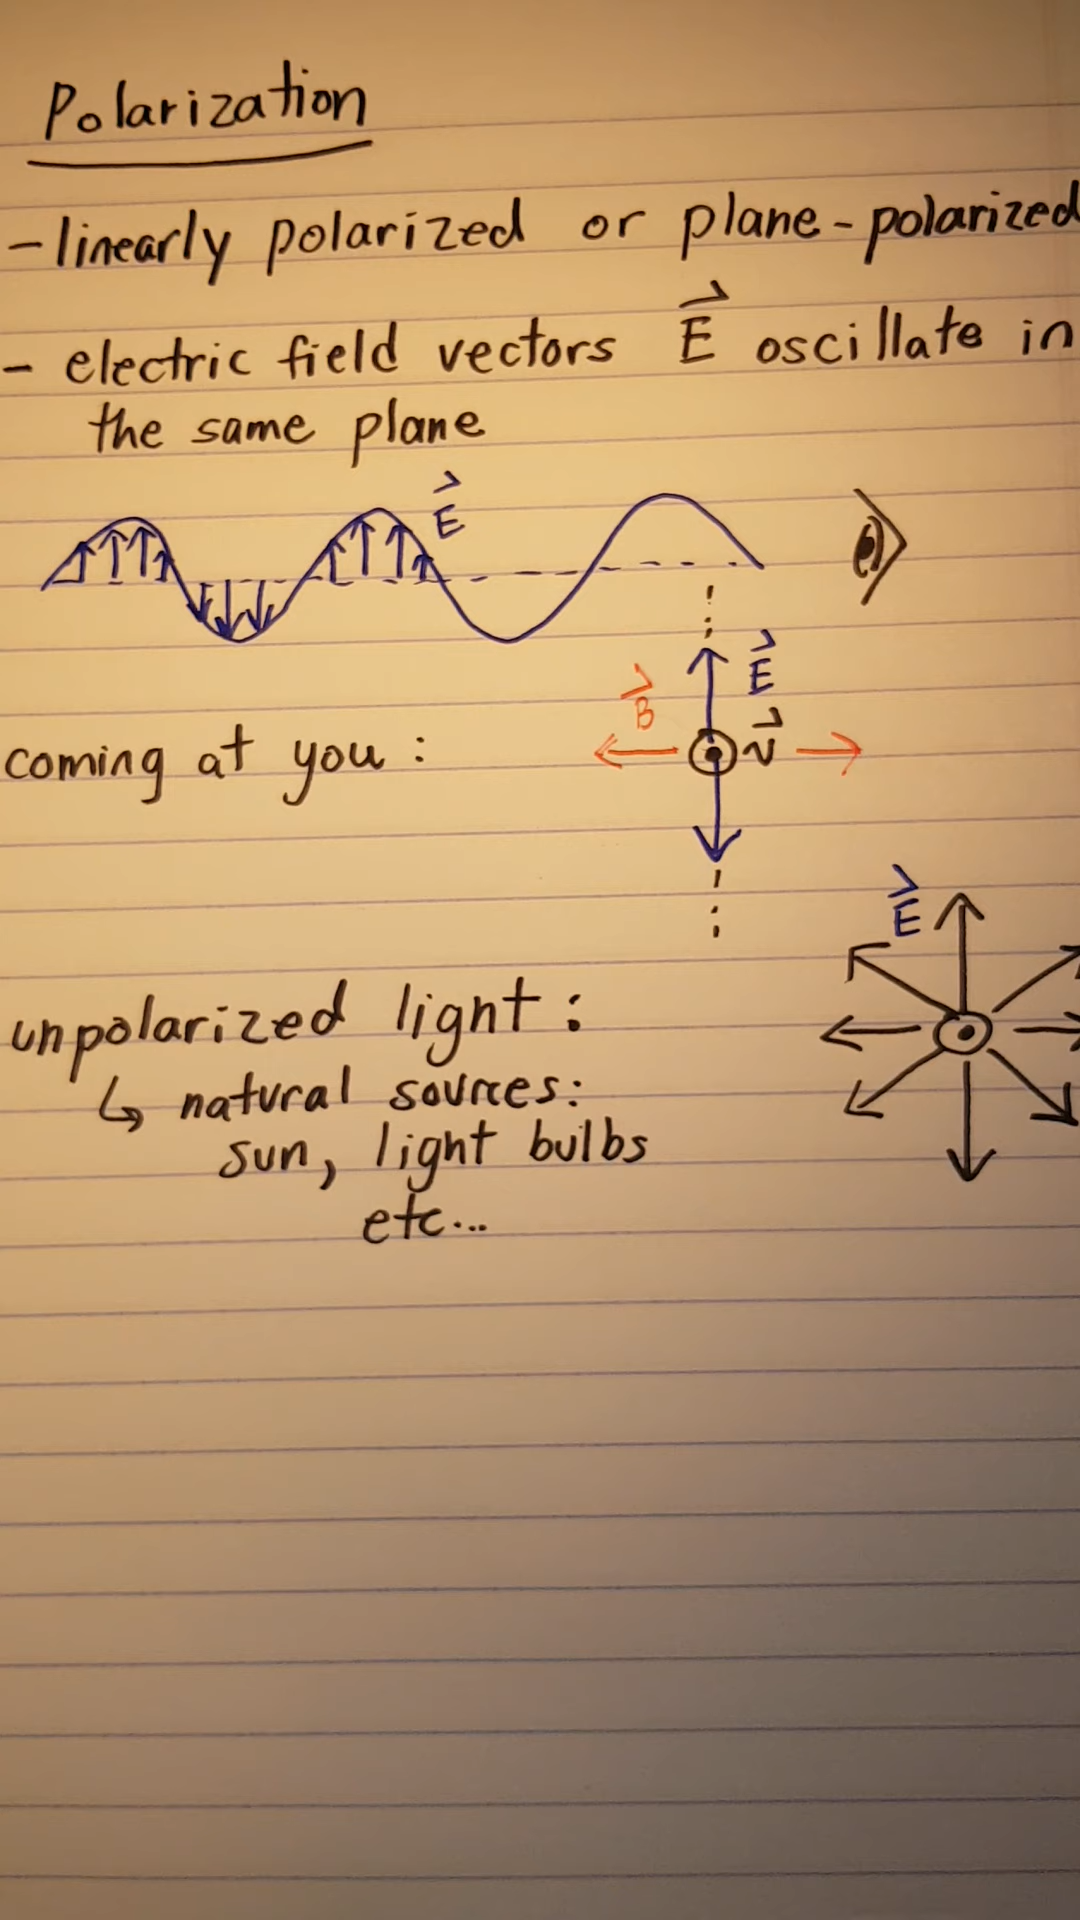 Polarization
- linearly polarized or plane-polarized
- electric field vectors E⃗ oscillate in
the same plane
E⃗
E⃗
B⃗
coming at you : v⃗
E⃗
unpolarized light :
↳ natural sources:
sun, light bulbs
etc...